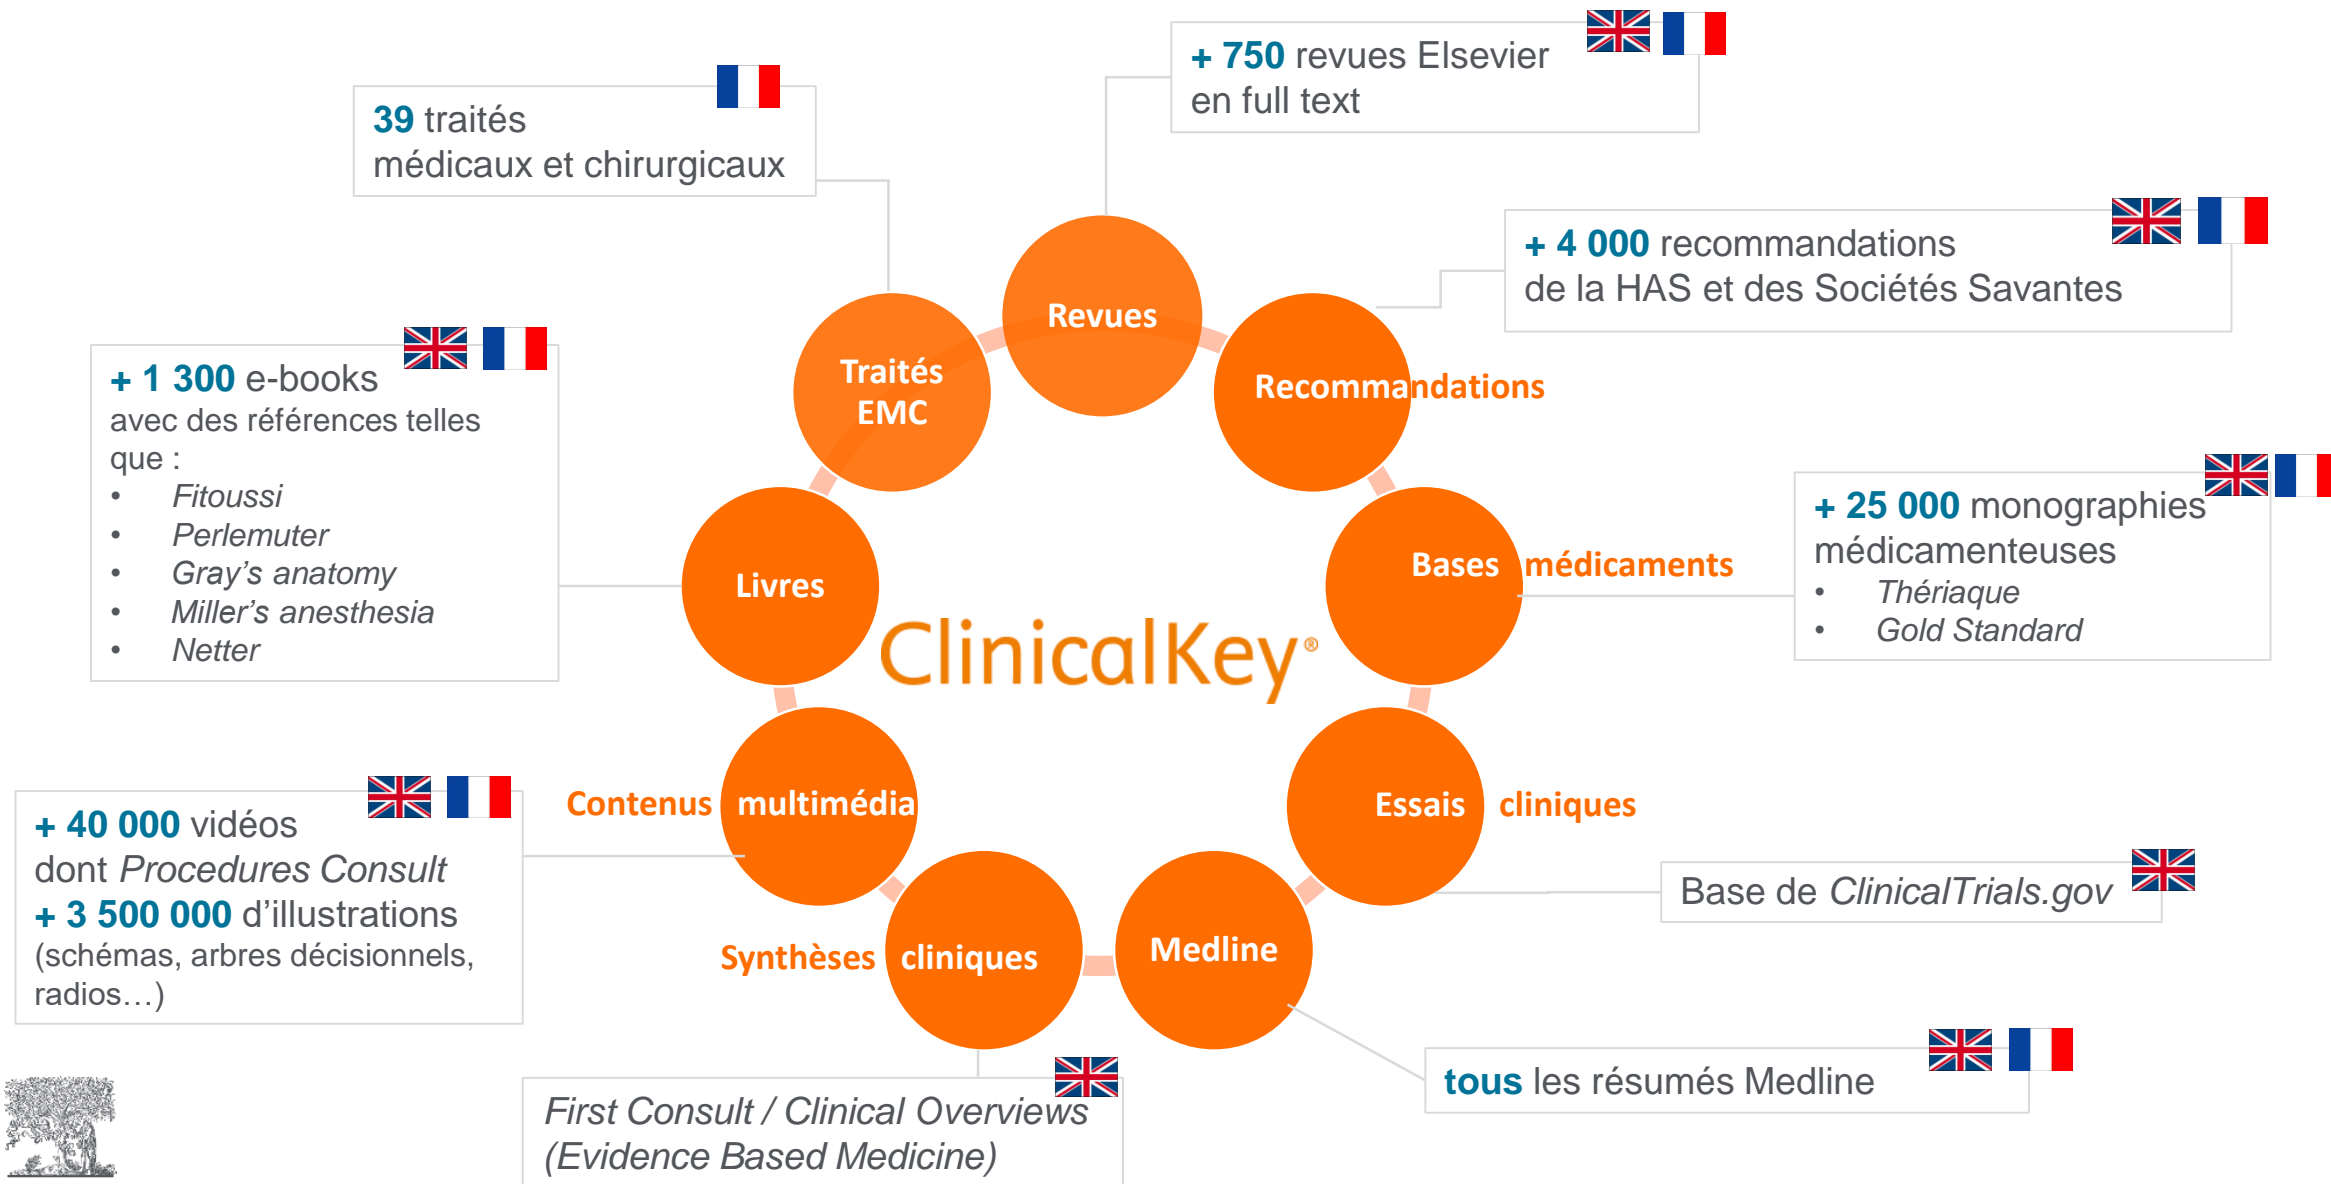 + 750 revues Elsevier
en full text
39 traités
médicaux et chirurgicaux
+ 4 000 recommandations
de la HAS et des Sociétés Savantes
Revues
Traités
EMC
Recommandations
+ 1 300 e-books
avec des références telles
que :
• Fitoussi
• Perlemuter
• Gray’s anatomy
• Miller’s anesthesia
• Netter
+ 25 000 monographies
médicamenteuses
• Thériaque
• Gold Standard
Livres
Bases médicaments
ClinicalKey®
Contenus multimédia
Essais cliniques
+ 40 000 vidéos
dont Procedures Consult
+ 3 500 000 d’illustrations
(schémas, arbres décisionnels,
radios…)
Base de ClinicalTrials.gov
Synthèses cliniques
Medline
tous les résumés Medline
First Consult / Clinical Overviews
(Evidence Based Medicine)